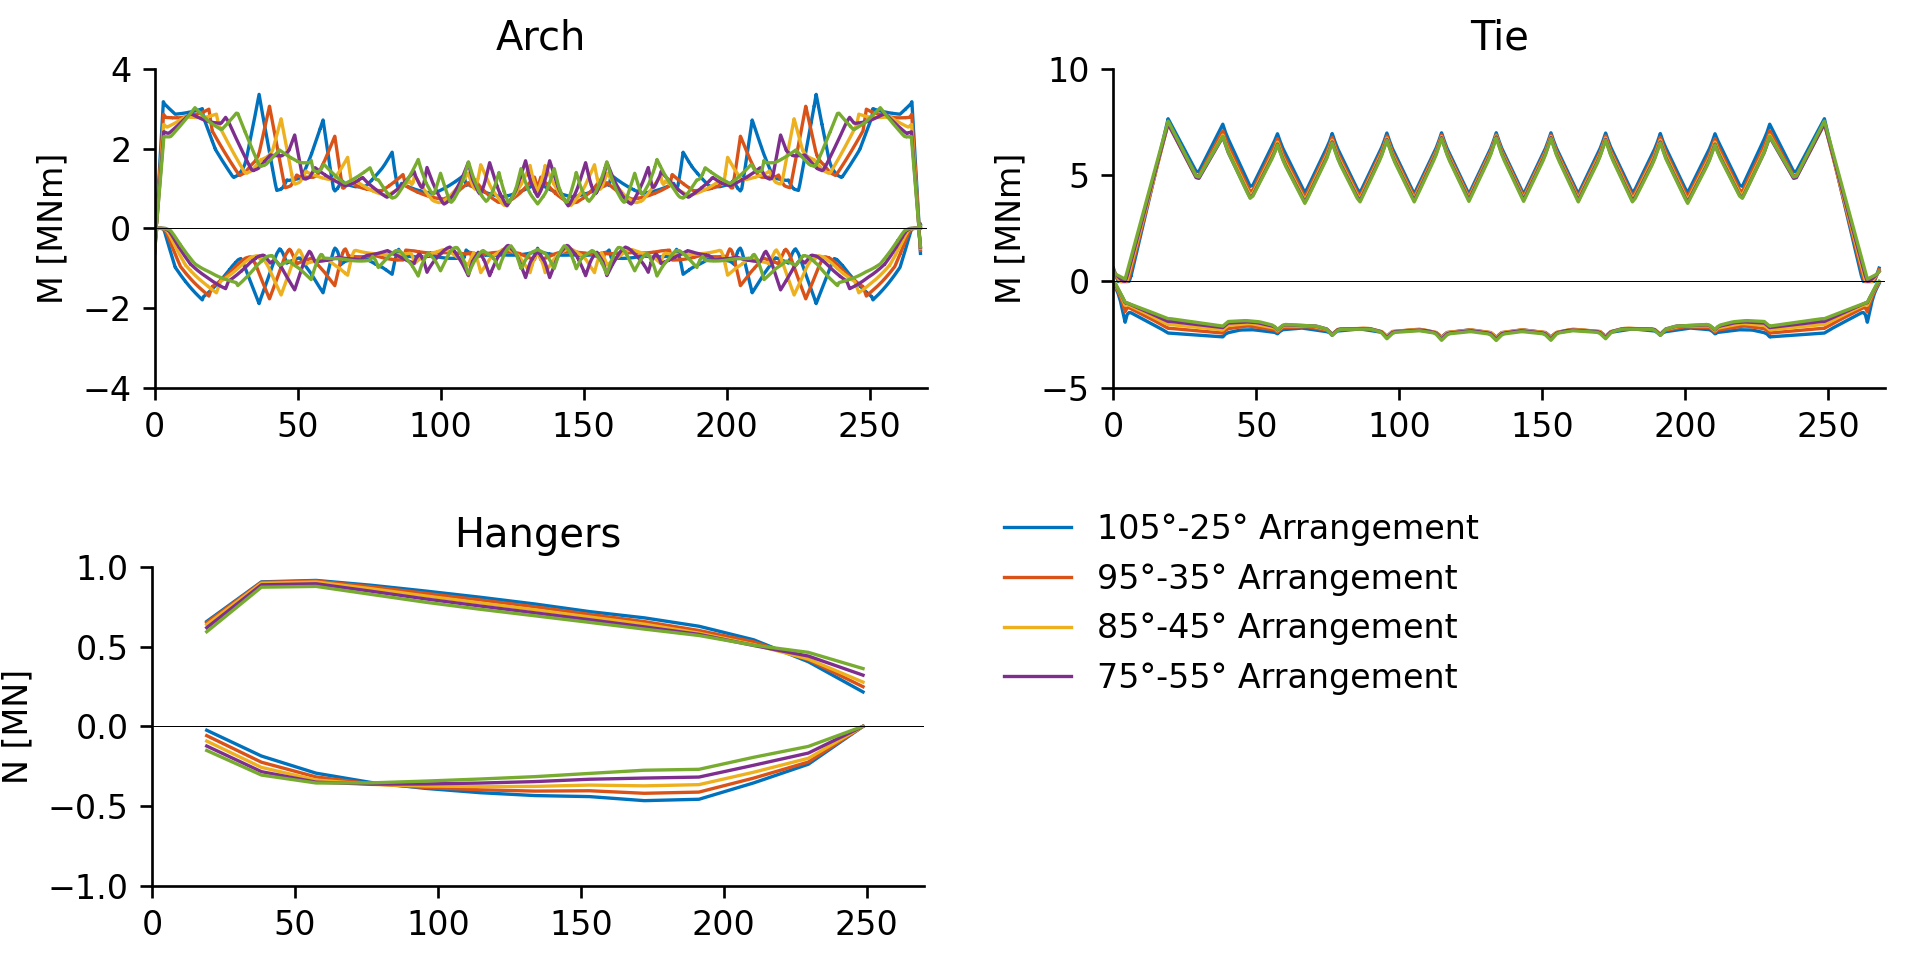 Arch
4
2
0
−2
−4
M [MNm]
0 50 100 150 200 250
Tie
10
5
0
−5
M [MNm]
0 50 100 150 200 250
Hangers
1.0
0.5
0.0
−0.5
−1.0
N [MN]
0 50 100 150 200 250
105°-25° Arrangement
95°-35° Arrangement
85°-45° Arrangement
75°-55° Arrangement